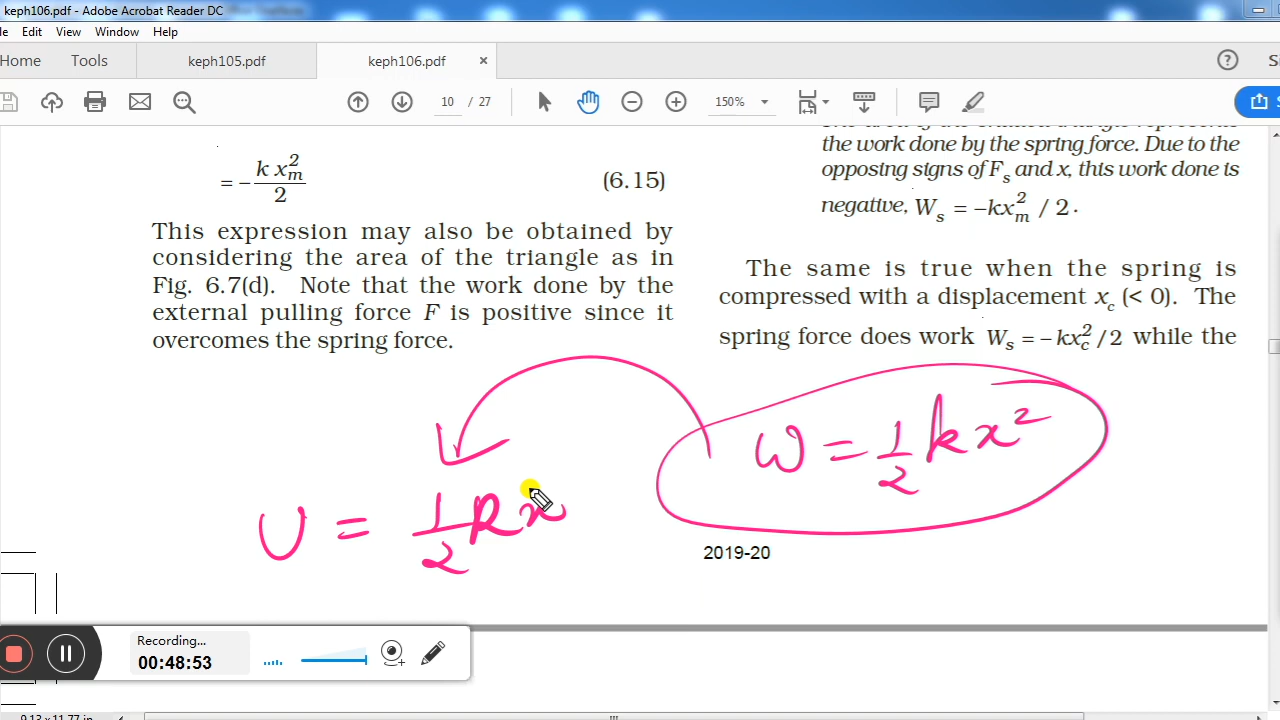 keph106.pdf - Adobe Acrobat Reader DC
Edit View Window Help
Home Tools keph105.pdf keph106.pdf ×
10 / 27 150%
= - k x_m^2 / 2 (6.15)
This expression may also be obtained by
considering the area of the triangle as in
Fig. 6.7(d). Note that the work done by the
external pulling force F is positive since it
overcomes the spring force.
the work done by the spring force. Due to the
opposing signs of F_s and x, this work done is
negative, W_s = -kx_m^2 / 2 .
The same is true when the spring is
compressed with a displacement x_c (< 0). The
spring force does work W_s = - kx_c^2 / 2 while the
W = 1/2 kx^2
U = 1/2 kx
2019-20
Recording...
00:48:53